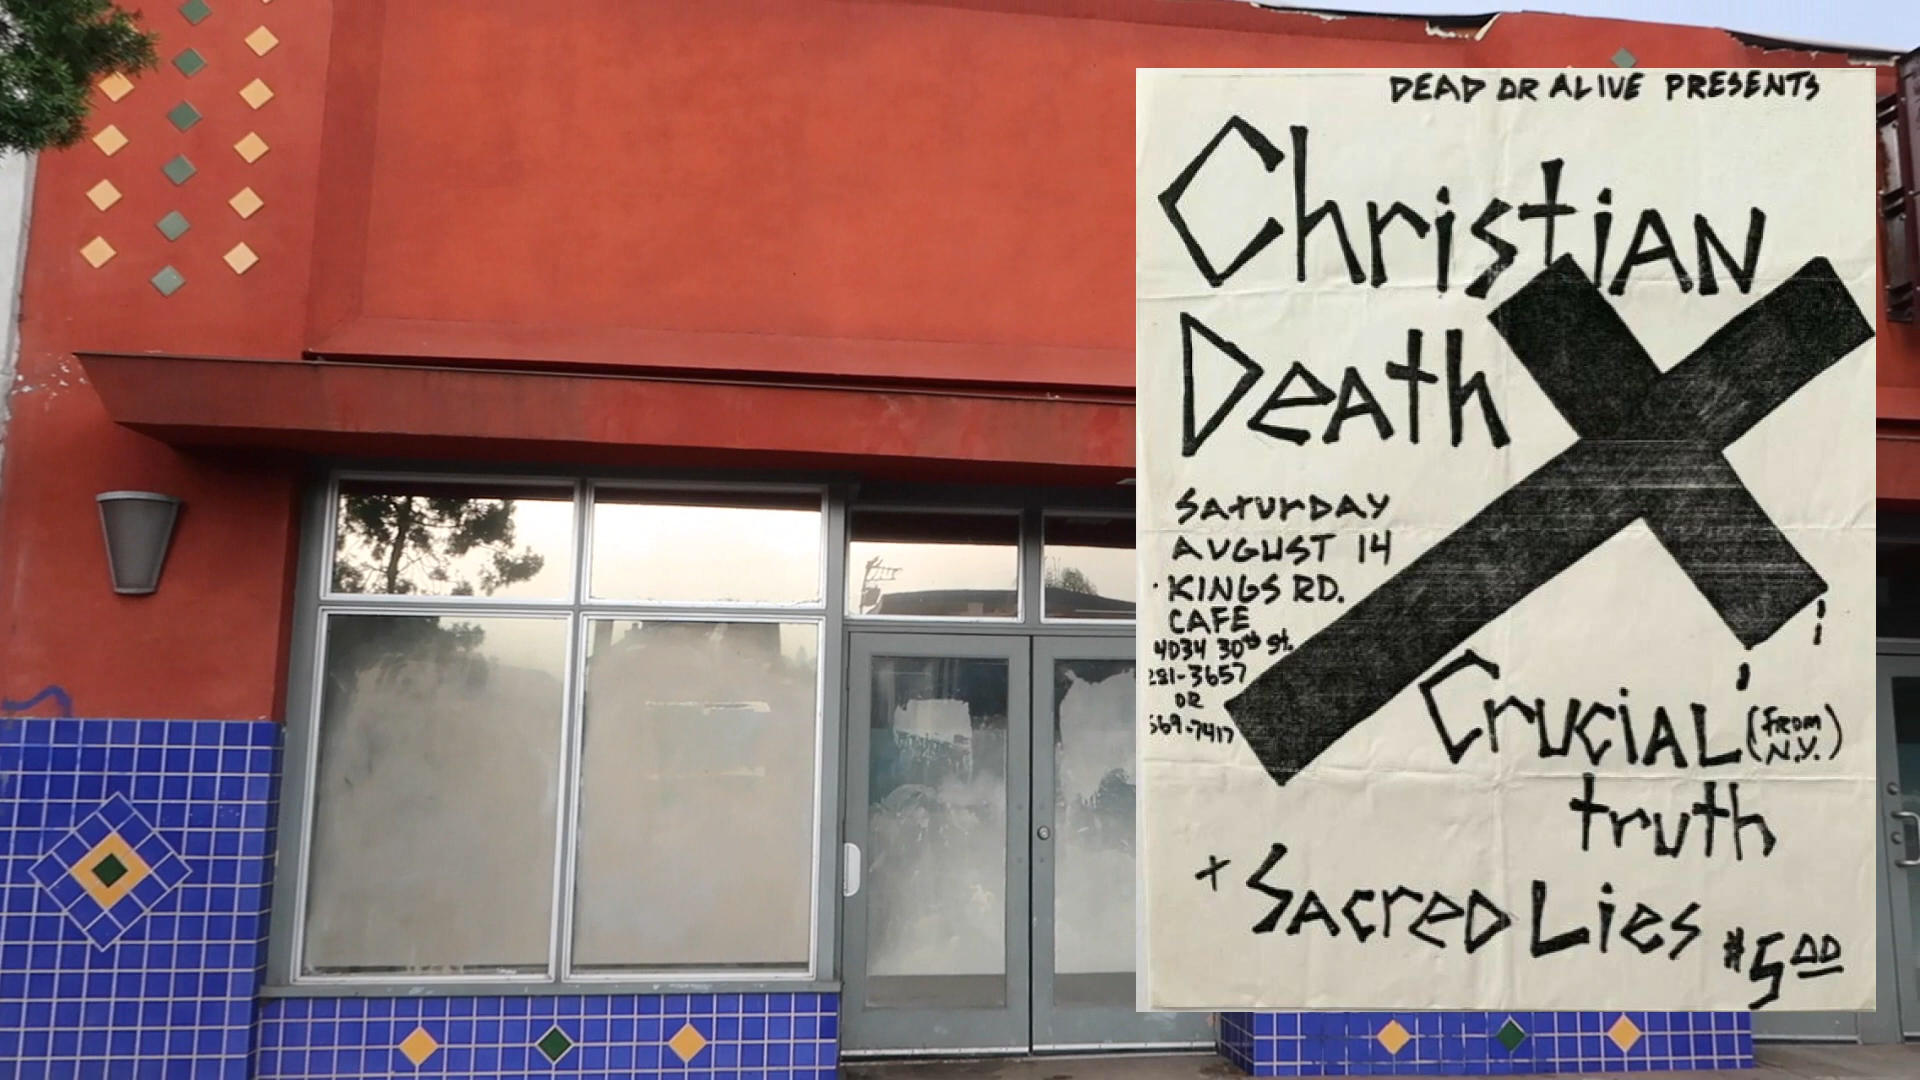 DEAD OR ALIVE PRESENTS
Christian
Death
SATURDAY
AUGUST 14
• KINGS RD.
CAFE
4034 30th St.
281-3657
OR
569-7417
Crucial (FROM N.Y.)
truth
+ Sacred Lies $5.00